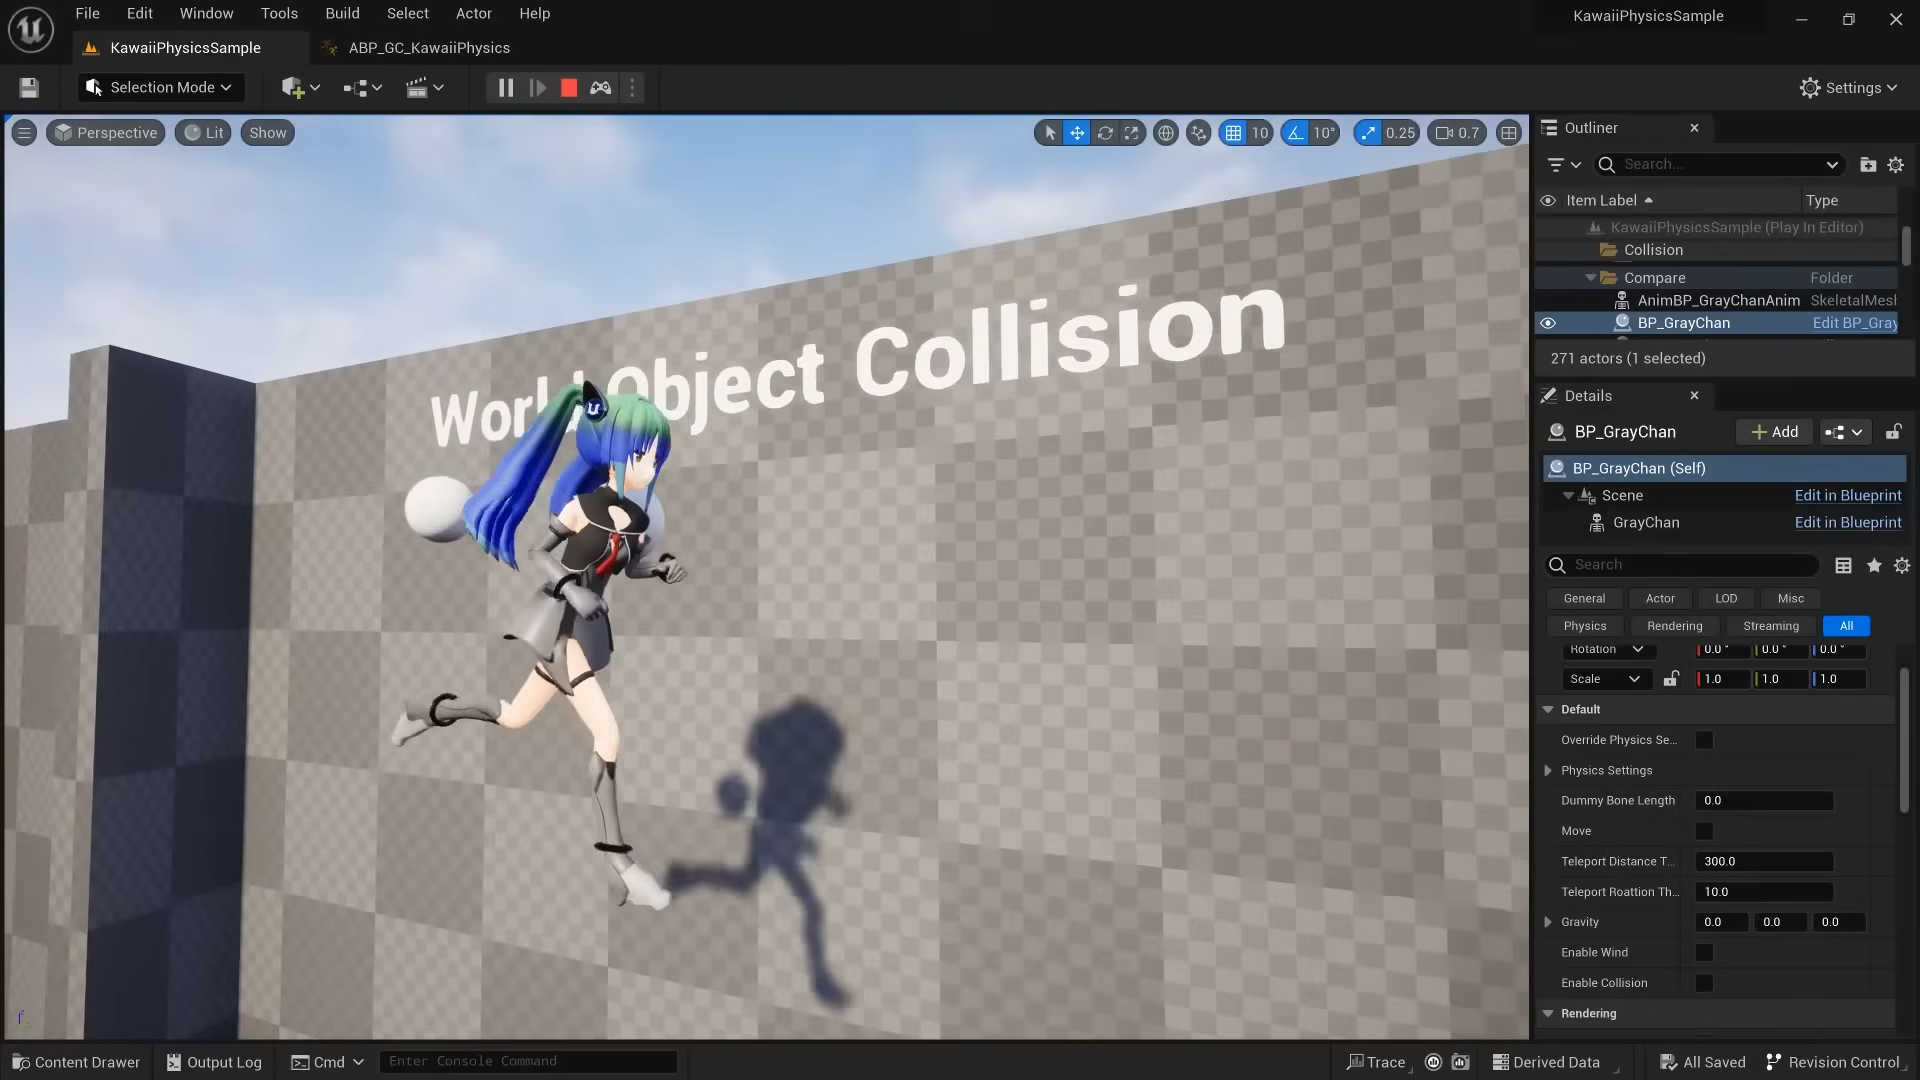 File Edit Window Tools Build Select Actor Help
KawaiiPhysicsSample
KawaiiPhysicsSample ABP_GC_KawaiiPhysics
Selection Mode Settings
Perspective Lit Show 10 10° 0.25 0.7
World Object Collision
Outliner
Search...
Item Label Type
KawaiiPhysicsSample (Play In Editor)
Collision
Compare Folder
AnimBP_GrayChanAnim SkeletalMesh
BP_GrayChan Edit BP_Gray
271 actors (1 selected)
Details
BP_GrayChan Add
BP_GrayChan (Self)
Scene Edit in Blueprint
GrayChan Edit in Blueprint
Search
General Actor LOD Misc
Physics Rendering Streaming All
Rotation 0.0 ° 0.0 ° 0.0 °
Scale 1.0 1.0 1.0
Default
Override Physics Se...
Physics Settings
Dummy Bone Length 0.0
Move
Teleport Distance T... 300.0
Teleport Roattion Th... 10.0
Gravity 0.0 0.0 0.0
Enable Wind
Enable Collision
Rendering
Content Drawer Output Log Cmd Enter Console Command Trace Derived Data All Saved Revision Control